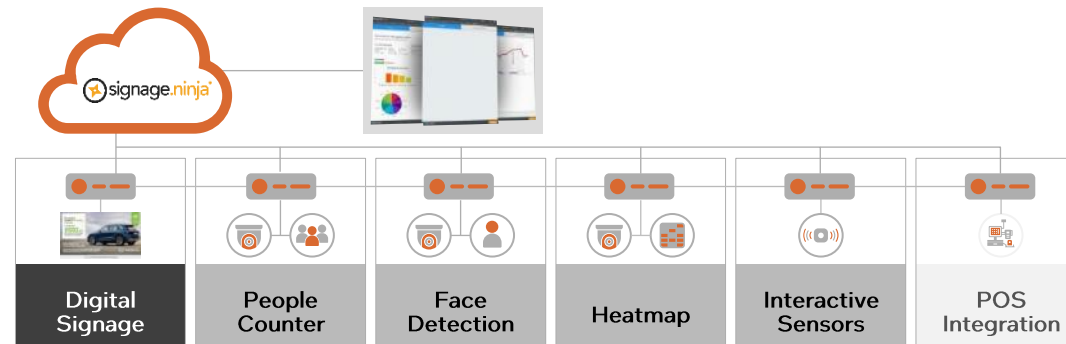 signage.ninja
Digital
Signage
People
Counter
Face
Detection
Heatmap
Interactive
Sensors
POS
Integration